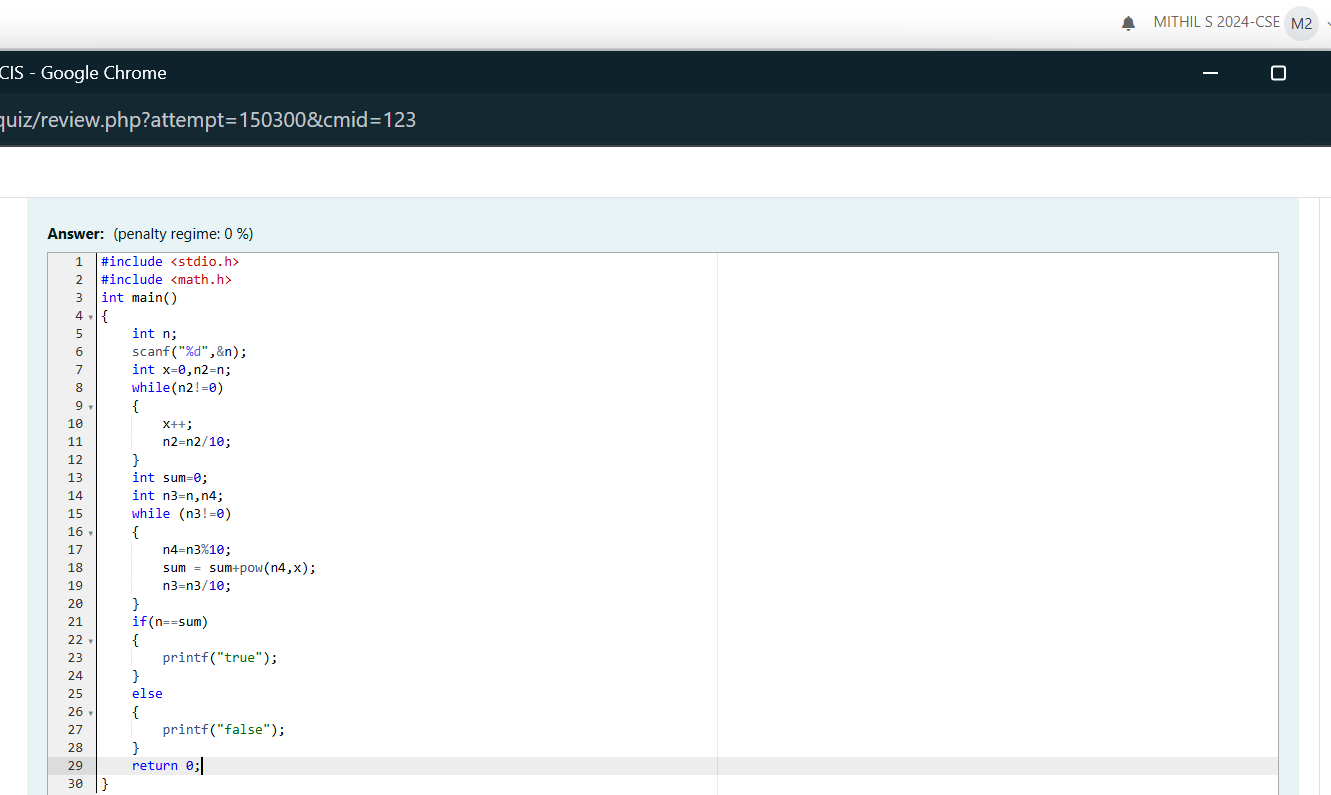 MITHIL S 2024-CSE M2
CIS - Google Chrome
quiz/review.php?attempt=150300&cmid=123
Answer: (penalty regime: 0 %)
1 #include <stdio.h>
2 #include <math.h>
3 int main()
4 {
5 int n;
6 scanf("%d",&n);
7 int x=0,n2=n;
8 while(n2!=0)
9 {
10 x++;
11 n2=n2/10;
12 }
13 int sum=0;
14 int n3=n,n4;
15 while (n3!=0)
16 {
17 n4=n3%10;
18 sum = sum+pow(n4,x);
19 n3=n3/10;
20 }
21 if(n==sum)
22 {
23 printf("true");
24 }
25 else
26 {
27 printf("false");
28 }
29 return 0;
30 }